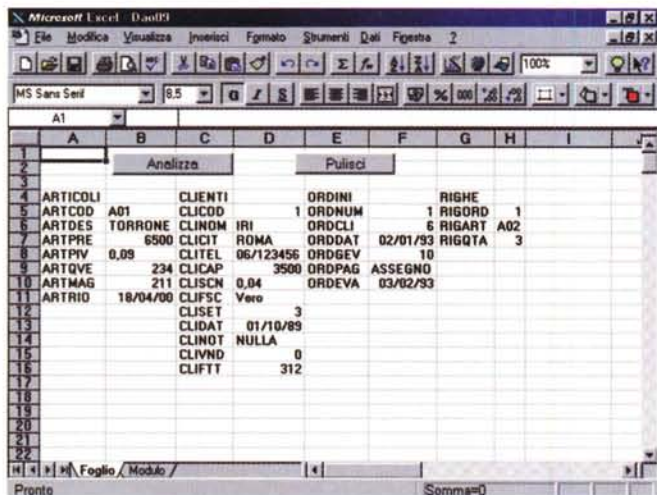 Microsoft Excel - Dao09
File Modifica Visualizza Inserisci Formato Strumenti Dati Finestra ?
100%
MS Sans Serif 8,5 G I S
A1
A B C D E F G H I
1
2 Analizza Pulisci
3
4 ARTICOLI CLIENTI ORDINI RIGHE
5 ARTCOD A01 CLICOD 1 ORDNUM 1 RIGORD 1
6 ARTDES TORRONE CLINOM IRI ORDCLI 6 RIGART A02
7 ARTPRE 6500 CLICIT ROMA ORDDAT 02/01/93 RIGQTA 3
8 ARTPIV 0,09 CLITEL 06/123456 ORDGEV 10
9 ARTQVE 234 CLICAP 3500 ORDPAG ASSEGNO
10 ARTMAG 211 CLISCN 0,04 ORDEVA 03/02/93
11 ARTRIO 18/04/00 CLIFSC Vero
12 CLISET 3
13 CLIDAT 01/10/89
14 CLINOT NULLA
15 CLIVND 0
16 CLIFTT 312
17
18
19
20
21
22
Foglio Modulo
Pronto Somma=0